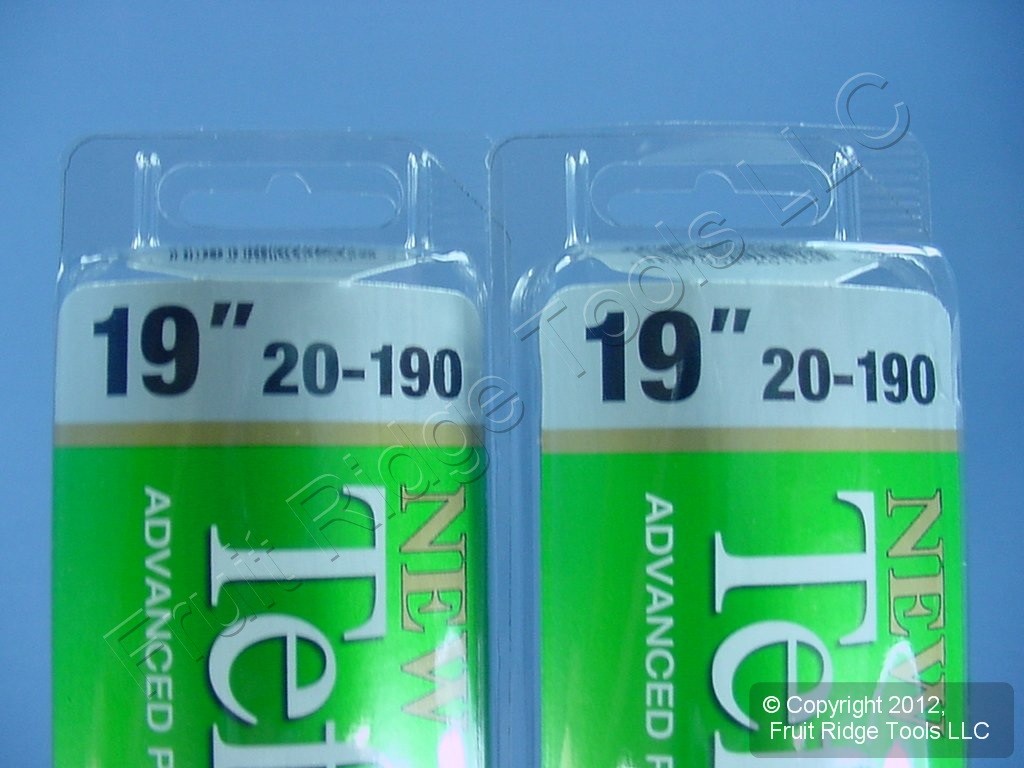 19" 20-190
NEW
Tef
ADVANCED P
19" 20-190
NEW
Tef
ADVANCED P
Fruit Ridge Tools LLC
© Copyright 2012,
Fruit Ridge Tools LLC